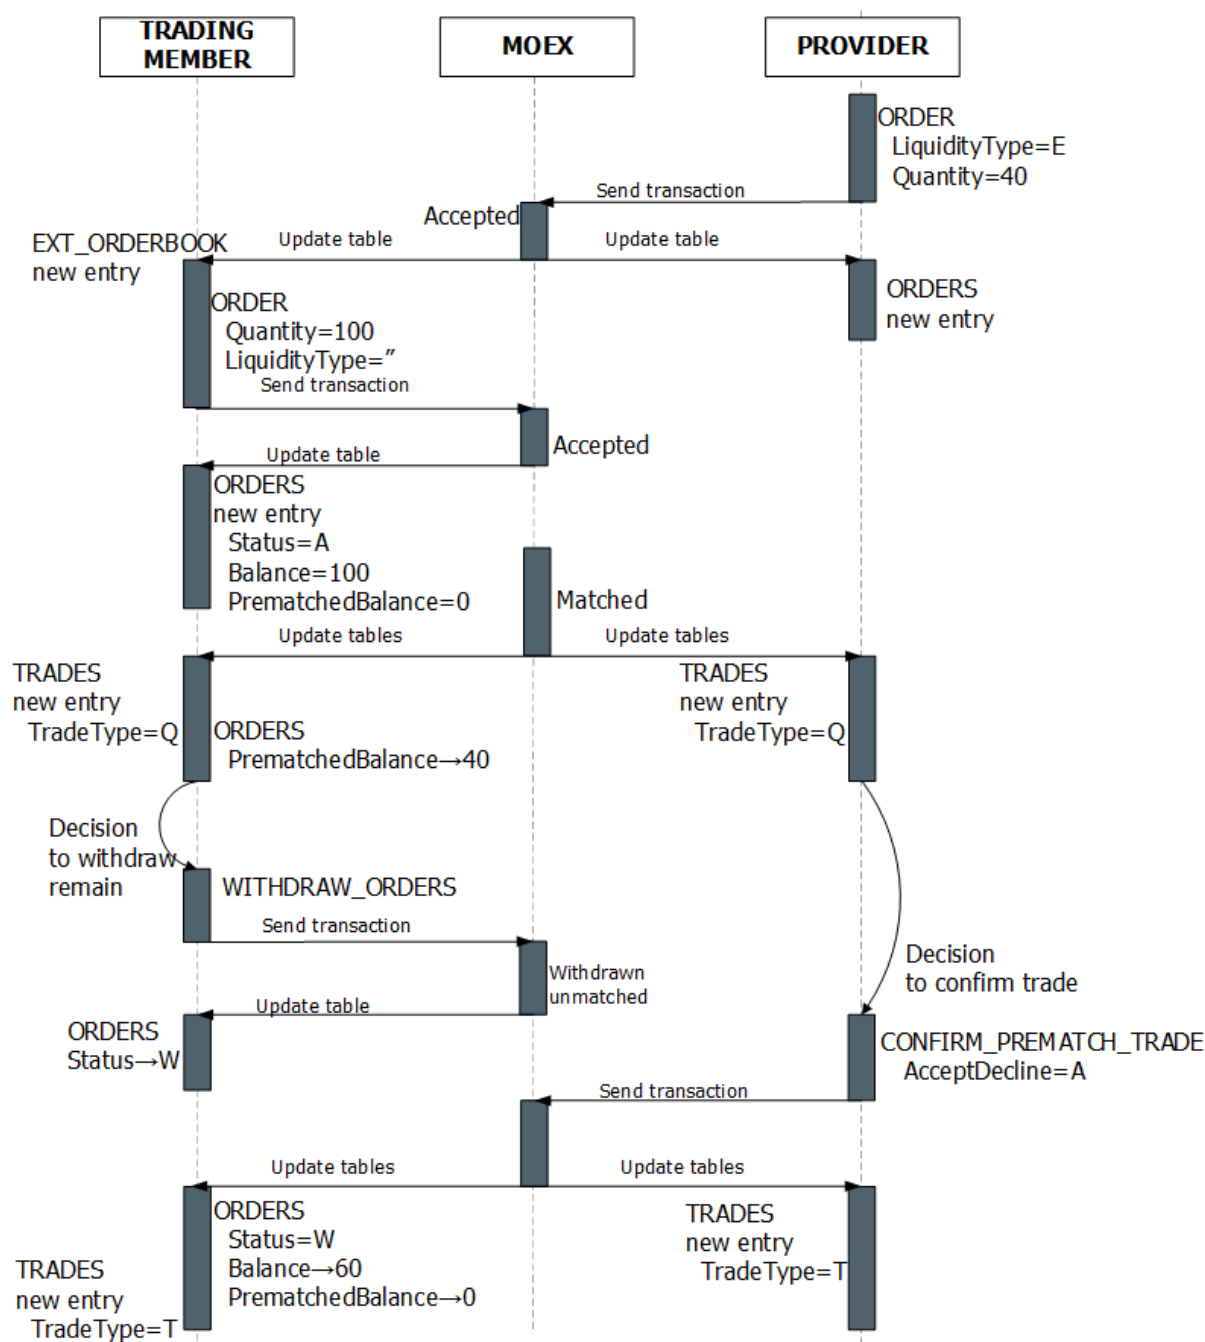 TRADING
MEMBER
MOEX
PROVIDER
ORDER
LiquidityType=E
Quantity=40
Send transaction
Accepted
Update table
Update table
EXT_ORDERBOOK
new entry
ORDERS
new entry
ORDER
Quantity=100
LiquidityType=”
Send transaction
Accepted
Update table
ORDERS
new entry
Status=A
Balance=100
PrematchedBalance=0
Matched
Update tables
Update tables
TRADES
new entry
TradeType=Q
ORDERS
PrematchedBalance→40
TRADES
new entry
TradeType=Q
Decision
to withdraw
remain
WITHDRAW_ORDERS
Send transaction
Withdrawn
unmatched
Decision
to confirm trade
Update table
ORDERS
Status→W
CONFIRM_PREMATCH_TRADE
AcceptDecline=A
Send transaction
Update tables
Update tables
ORDERS
Status=W
Balance→60
PrematchedBalance→0
TRADES
new entry
TradeType=T
TRADES
new entry
TradeType=T